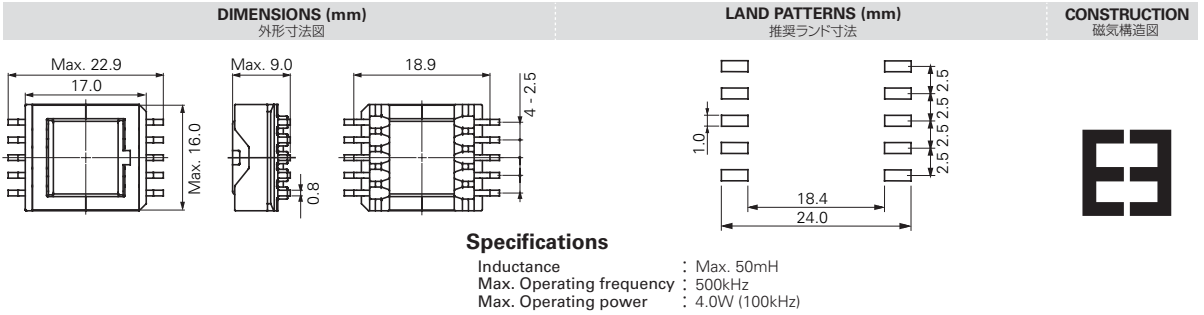 DIMENSIONS (mm)
外形寸法図
LAND PATTERNS (mm)
推奨ランド寸法
CONSTRUCTION
磁気構造図
Max. 22.9
17.0
Max. 16.0
Max. 9.0
0.8
18.9
4 - 2.5
1.0
2.5
2.5
2.5
2.5
18.4
24.0
Specifications
Inductance : Max. 50mH
Max. Operating frequency : 500kHz
Max. Operating power : 4.0W (100kHz)